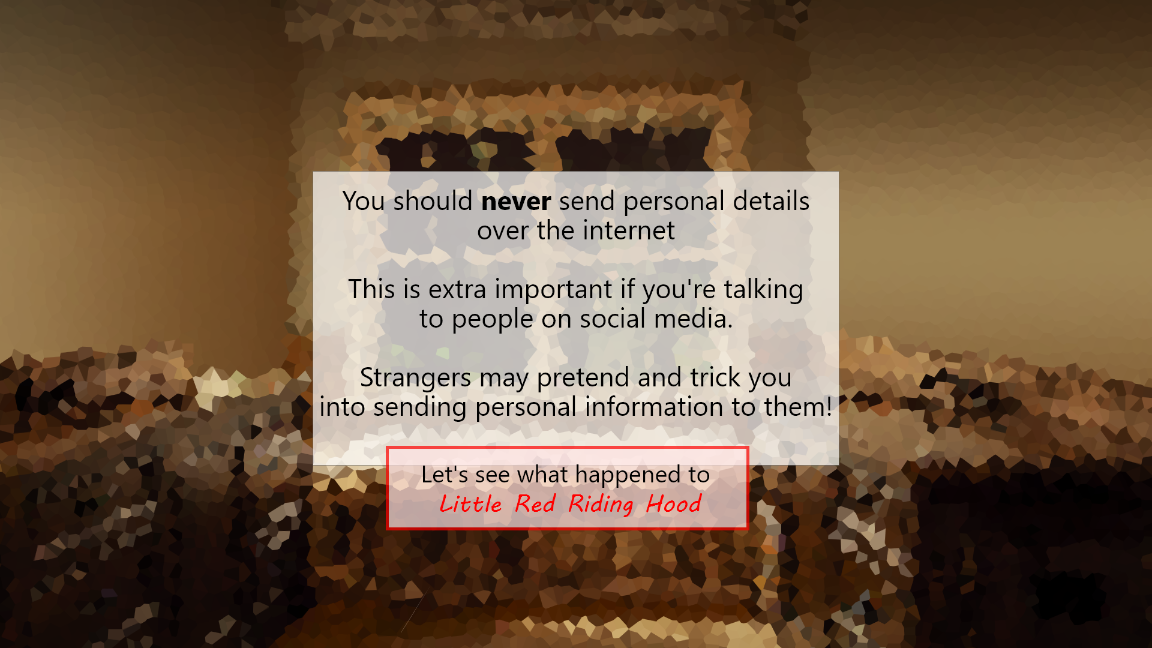 You should never send personal details
over the internet
This is extra important if you're talking
to people on social media.
Strangers may pretend and trick you
into sending personal information to them!
Let's see what happened to
Little Red Riding Hood